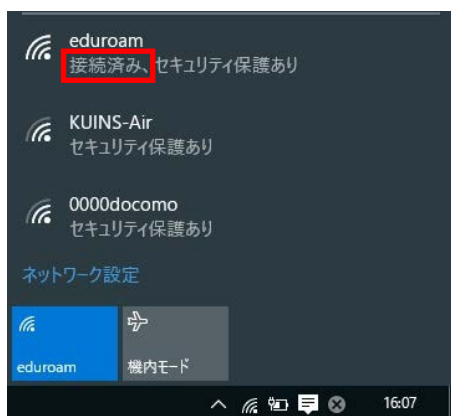 eduroam
接続済み、セキュリティ保護あり
KUINS-Air
セキュリティ保護あり
0000docomo
セキュリティ保護あり
ネットワーク設定
eduroam
機内モード
16:07